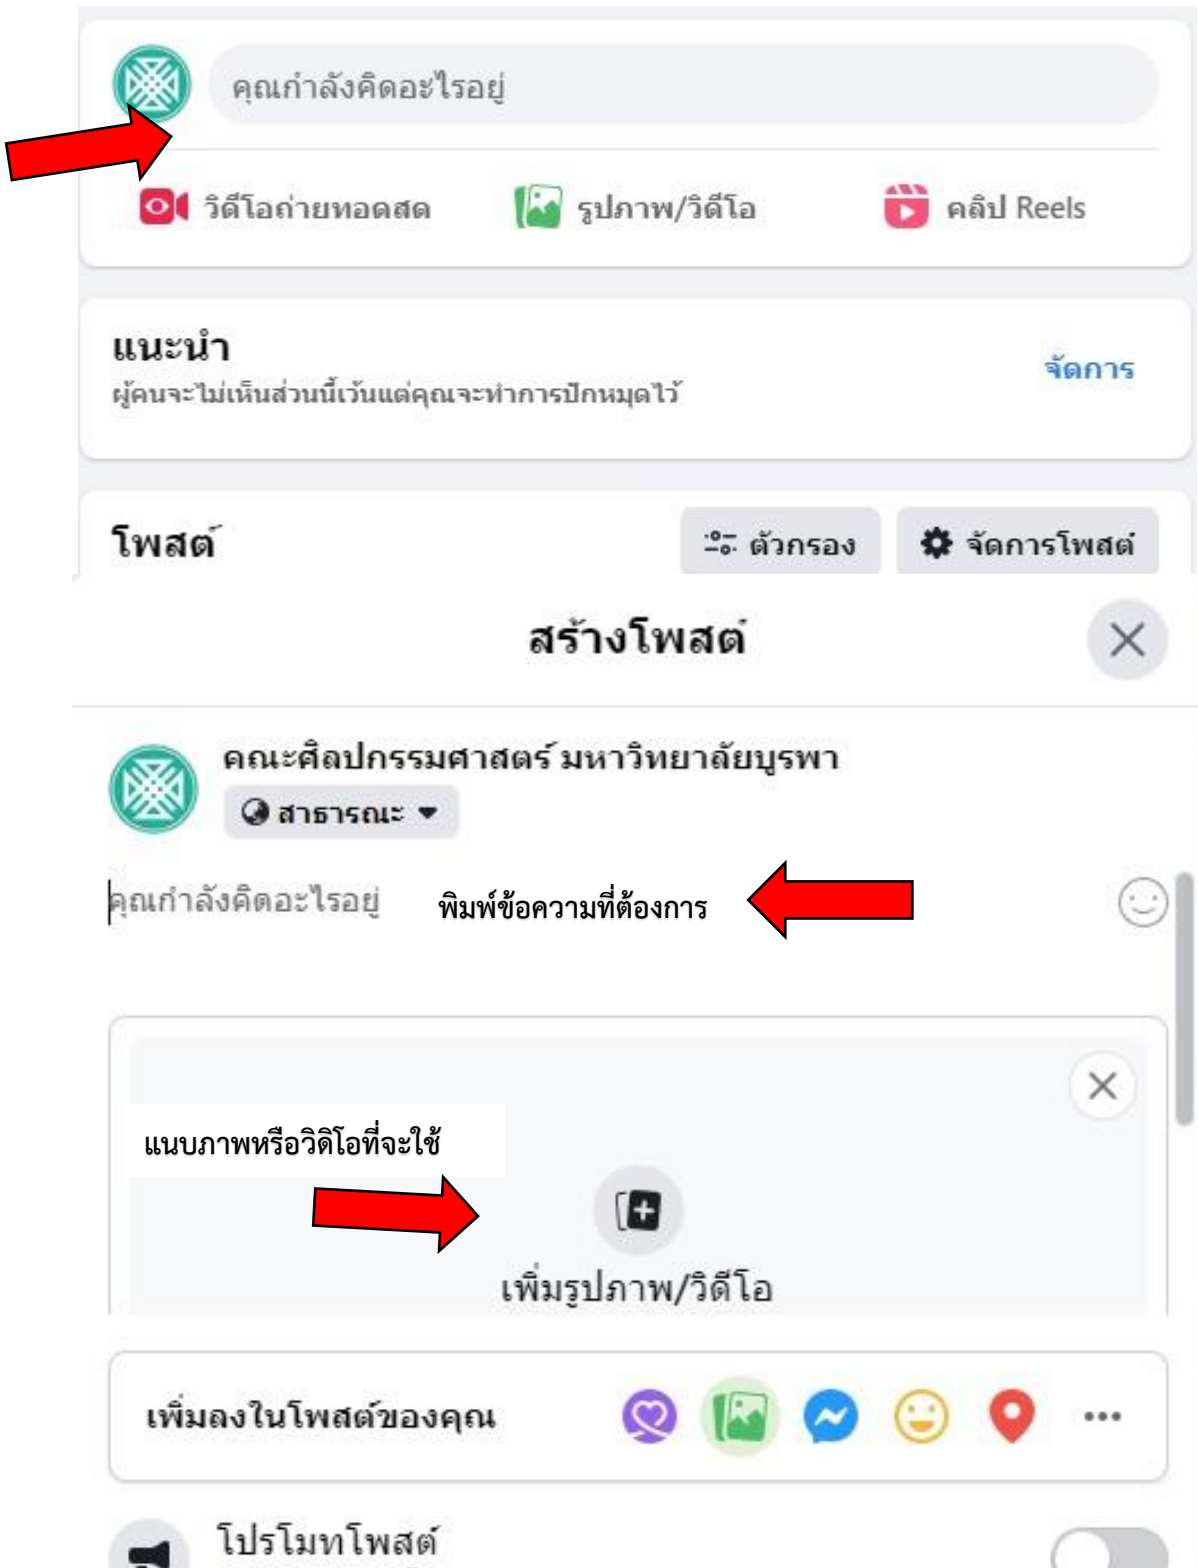 คุณกำลังคิดอะไรอยู่
วิดีโอถ่ายทอดสด
รูปภาพ/วิดีโอ
คลิป Reels
แนะนำ
จัดการ
ผู้คนจะไม่เห็นส่วนนี้เว้นแต่คุณจะทำการปักหมุดไว้
โพสต์
ตัวกรอง
จัดการโพสต์
สร้างโพสต์
คณะศิลปกรรมศาสตร์ มหาวิทยาลัยบูรพา
สาธารณะ
คุณกำลังคิดอะไรอยู่
พิมพ์ข้อความที่ต้องการ
แนบภาพหรือวิดิโอที่จะใช้
เพิ่มรูปภาพ/วิดีโอ
เพิ่มลงในโพสต์ของคุณ
โปรโมทโพสต์